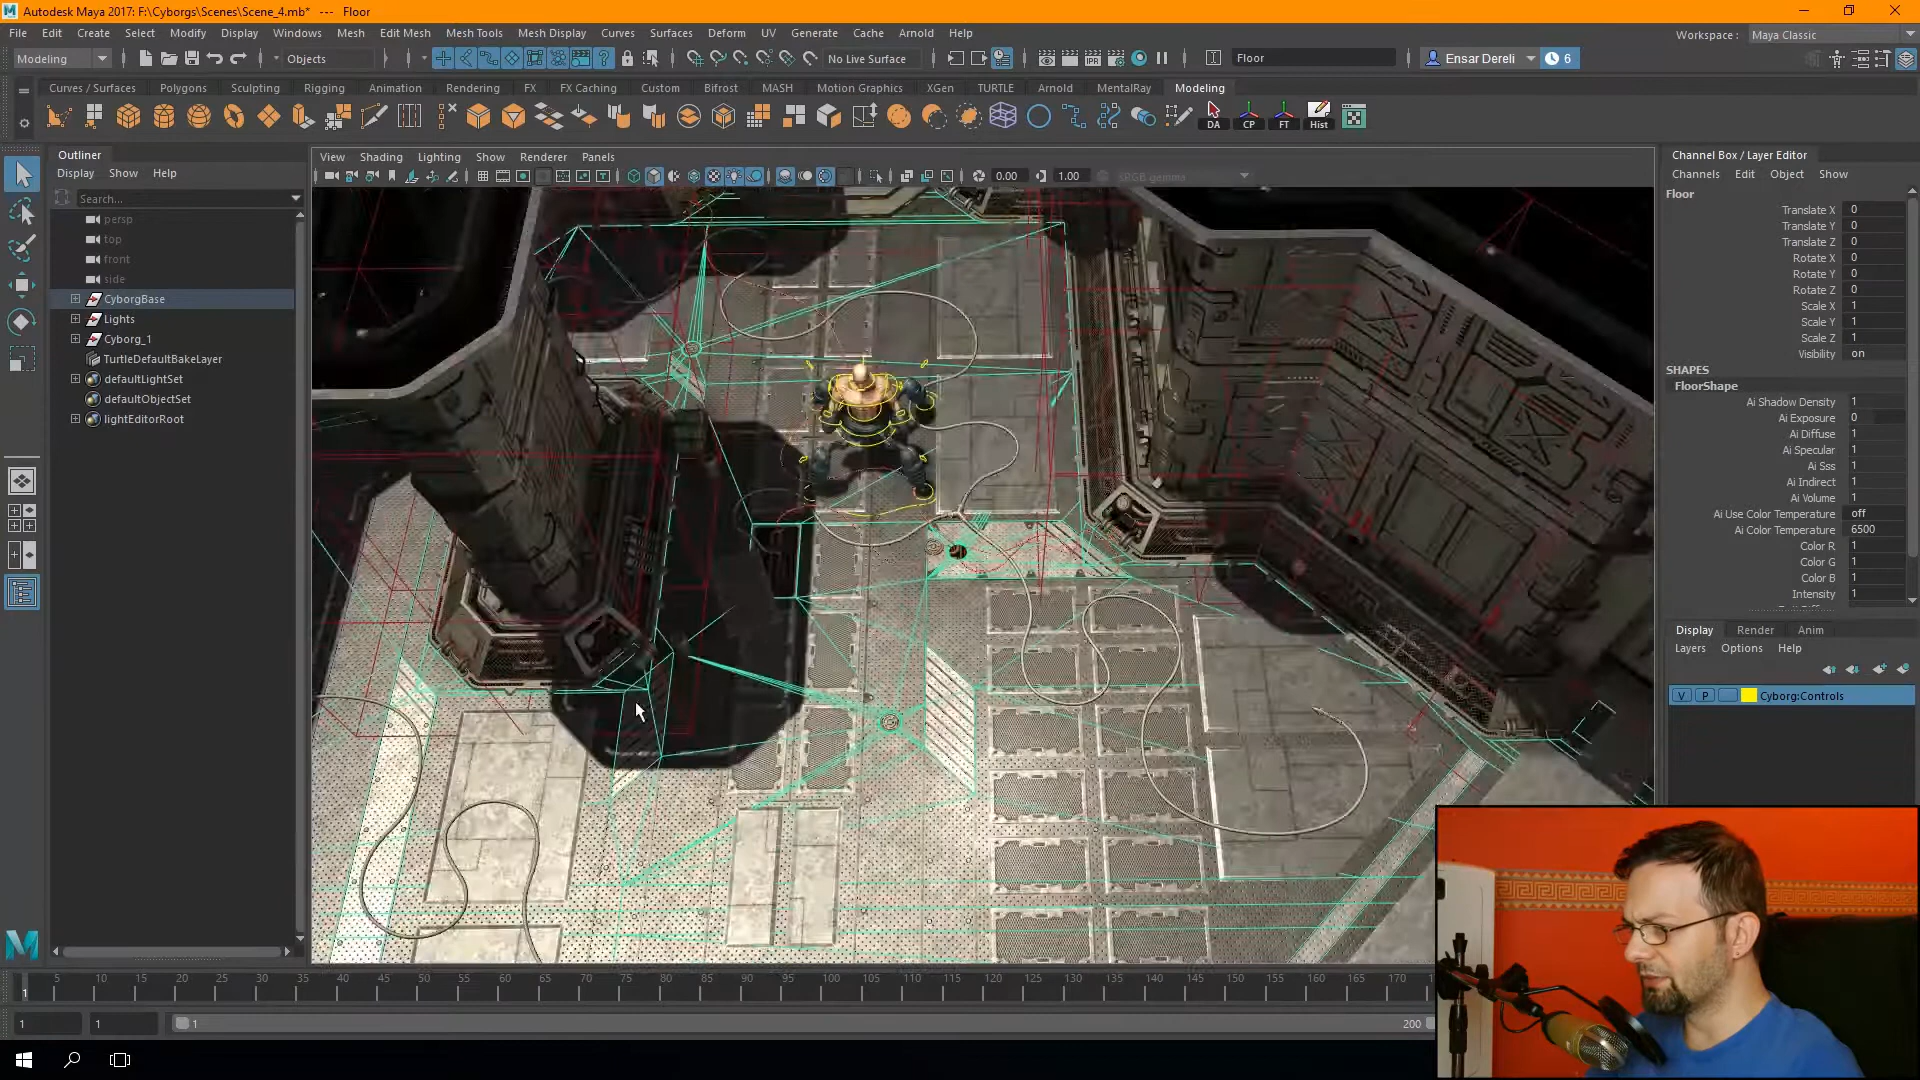 Autodesk Maya 2017: F:\Cyborgs\Scenes\Scene_4.mb* --- Floor
File Edit Create Select Modify Display Windows Mesh Edit Mesh Mesh Tools Mesh Display Curves Surfaces Deform UV Generate Cache Arnold Help
Workspace : Maya Classic
Modeling Objects No Live Surface IPR Floor Ensar Dereli 6
Curves / Surfaces Polygons Sculpting Rigging Animation Rendering FX FX Caching Custom Bifrost MASH Motion Graphics XGen TURTLE Arnold MentalRay Modeling
DA CP FT Hist
Outliner
Display Show Help
Search...
persp
top
front
side
CyborgBase
Lights
Cyborg_1
TurtleDefaultBakeLayer
defaultLightSet
defaultObjectSet
lightEditorRoot
View Shading Lighting Show Renderer Panels
0.00 1.00 sRGB gamma
Channel Box / Layer Editor
Channels Edit Object Show
Floor
Translate X 0
Translate Y 0
Translate Z 0
Rotate X 0
Rotate Y 0
Rotate Z 0
Scale X 1
Scale Y 1
Scale Z 1
Visibility on
SHAPES
FloorShape
Ai Shadow Density 1
Ai Exposure 0
Ai Diffuse 1
Ai Specular 1
Ai Sss 1
Ai Indirect 1
Ai Volume 1
Ai Use Color Temperature off
Ai Color Temperature 6500
Color R 1
Color G 1
Color B 1
Intensity 1
Display Render Anim
Layers Options Help
V P Cyborg:Controls
1 5 10 15 20 25 30 35 40 45 50 55 60 65 70 75 80 85 90 95 100 105 110 115 120 125 130 135 140 145 150 155 160 165 170
1 1 1 200